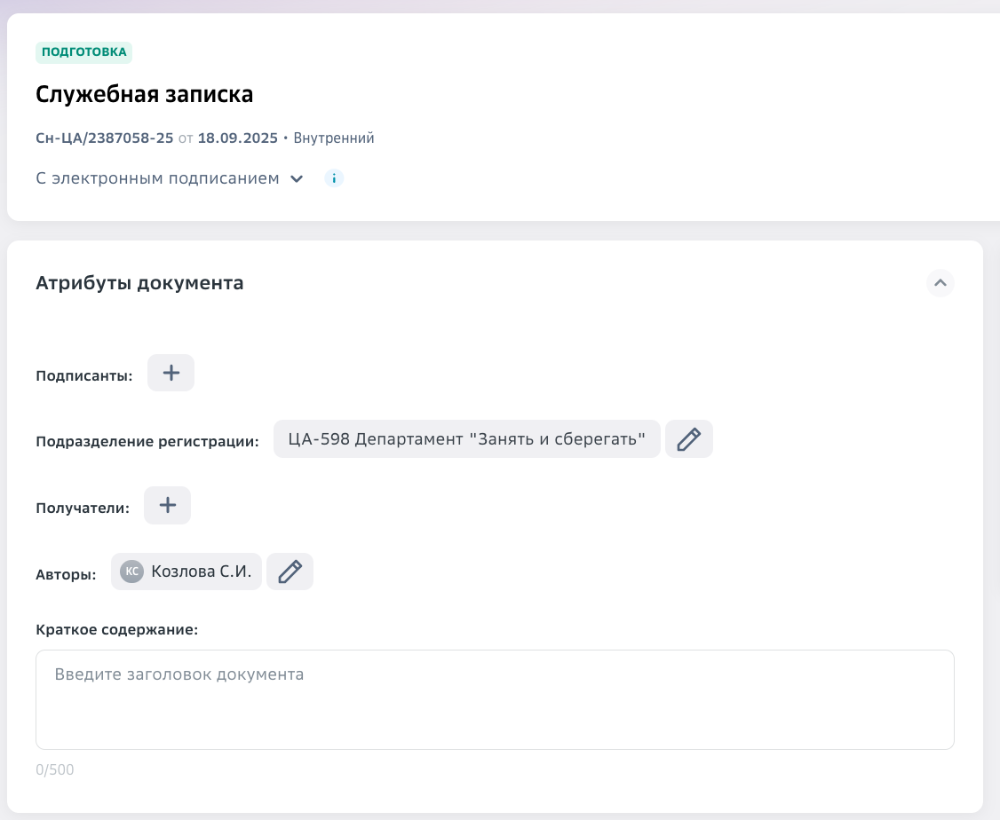 ПОДГОТОВКА
Служебная записка
Сн-ЦА/2387058-25 от 18.09.2025 • Внутренний
С электронным подписанием
i
Атрибуты документа
Подписанты:
Подразделение регистрации: ЦА-598 Департамент "Занять и сберегать"
Получатели:
Авторы: КС Козлова С.И.
Краткое содержание:
Введите заголовок документа
0/500